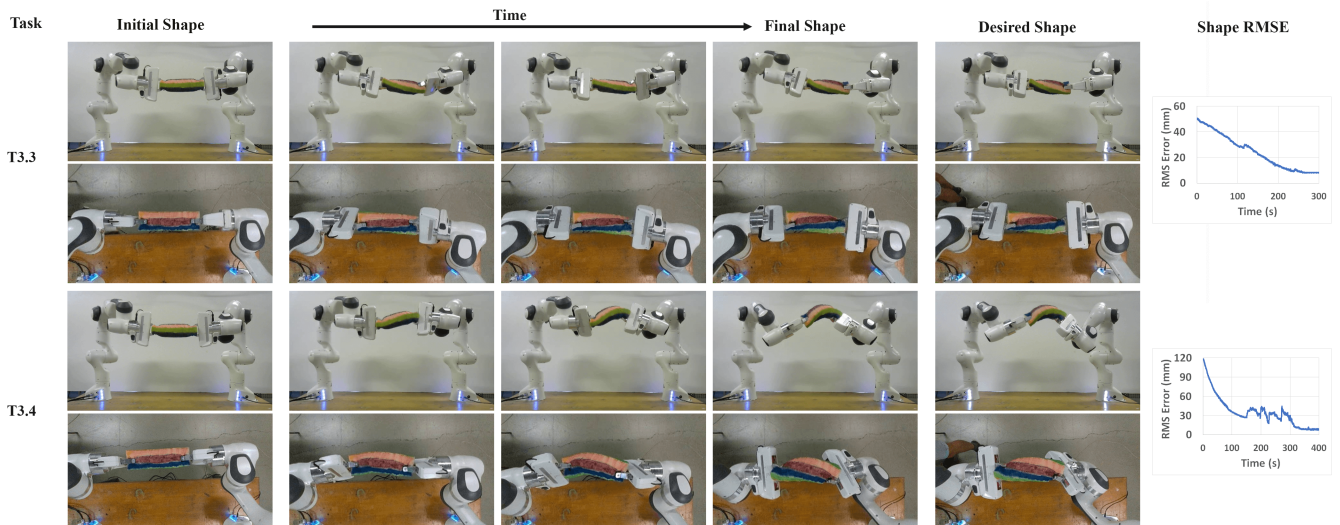 Task
Initial Shape
Time
Final Shape
Desired Shape
Shape RMSE
T3.3
RMS Error (mm)
60
40
20
0
0 100 200 300
Time (s)
T3.4
RMS Error (mm)
120
90
60
30
0
0 100 200 300 400
Time (s)